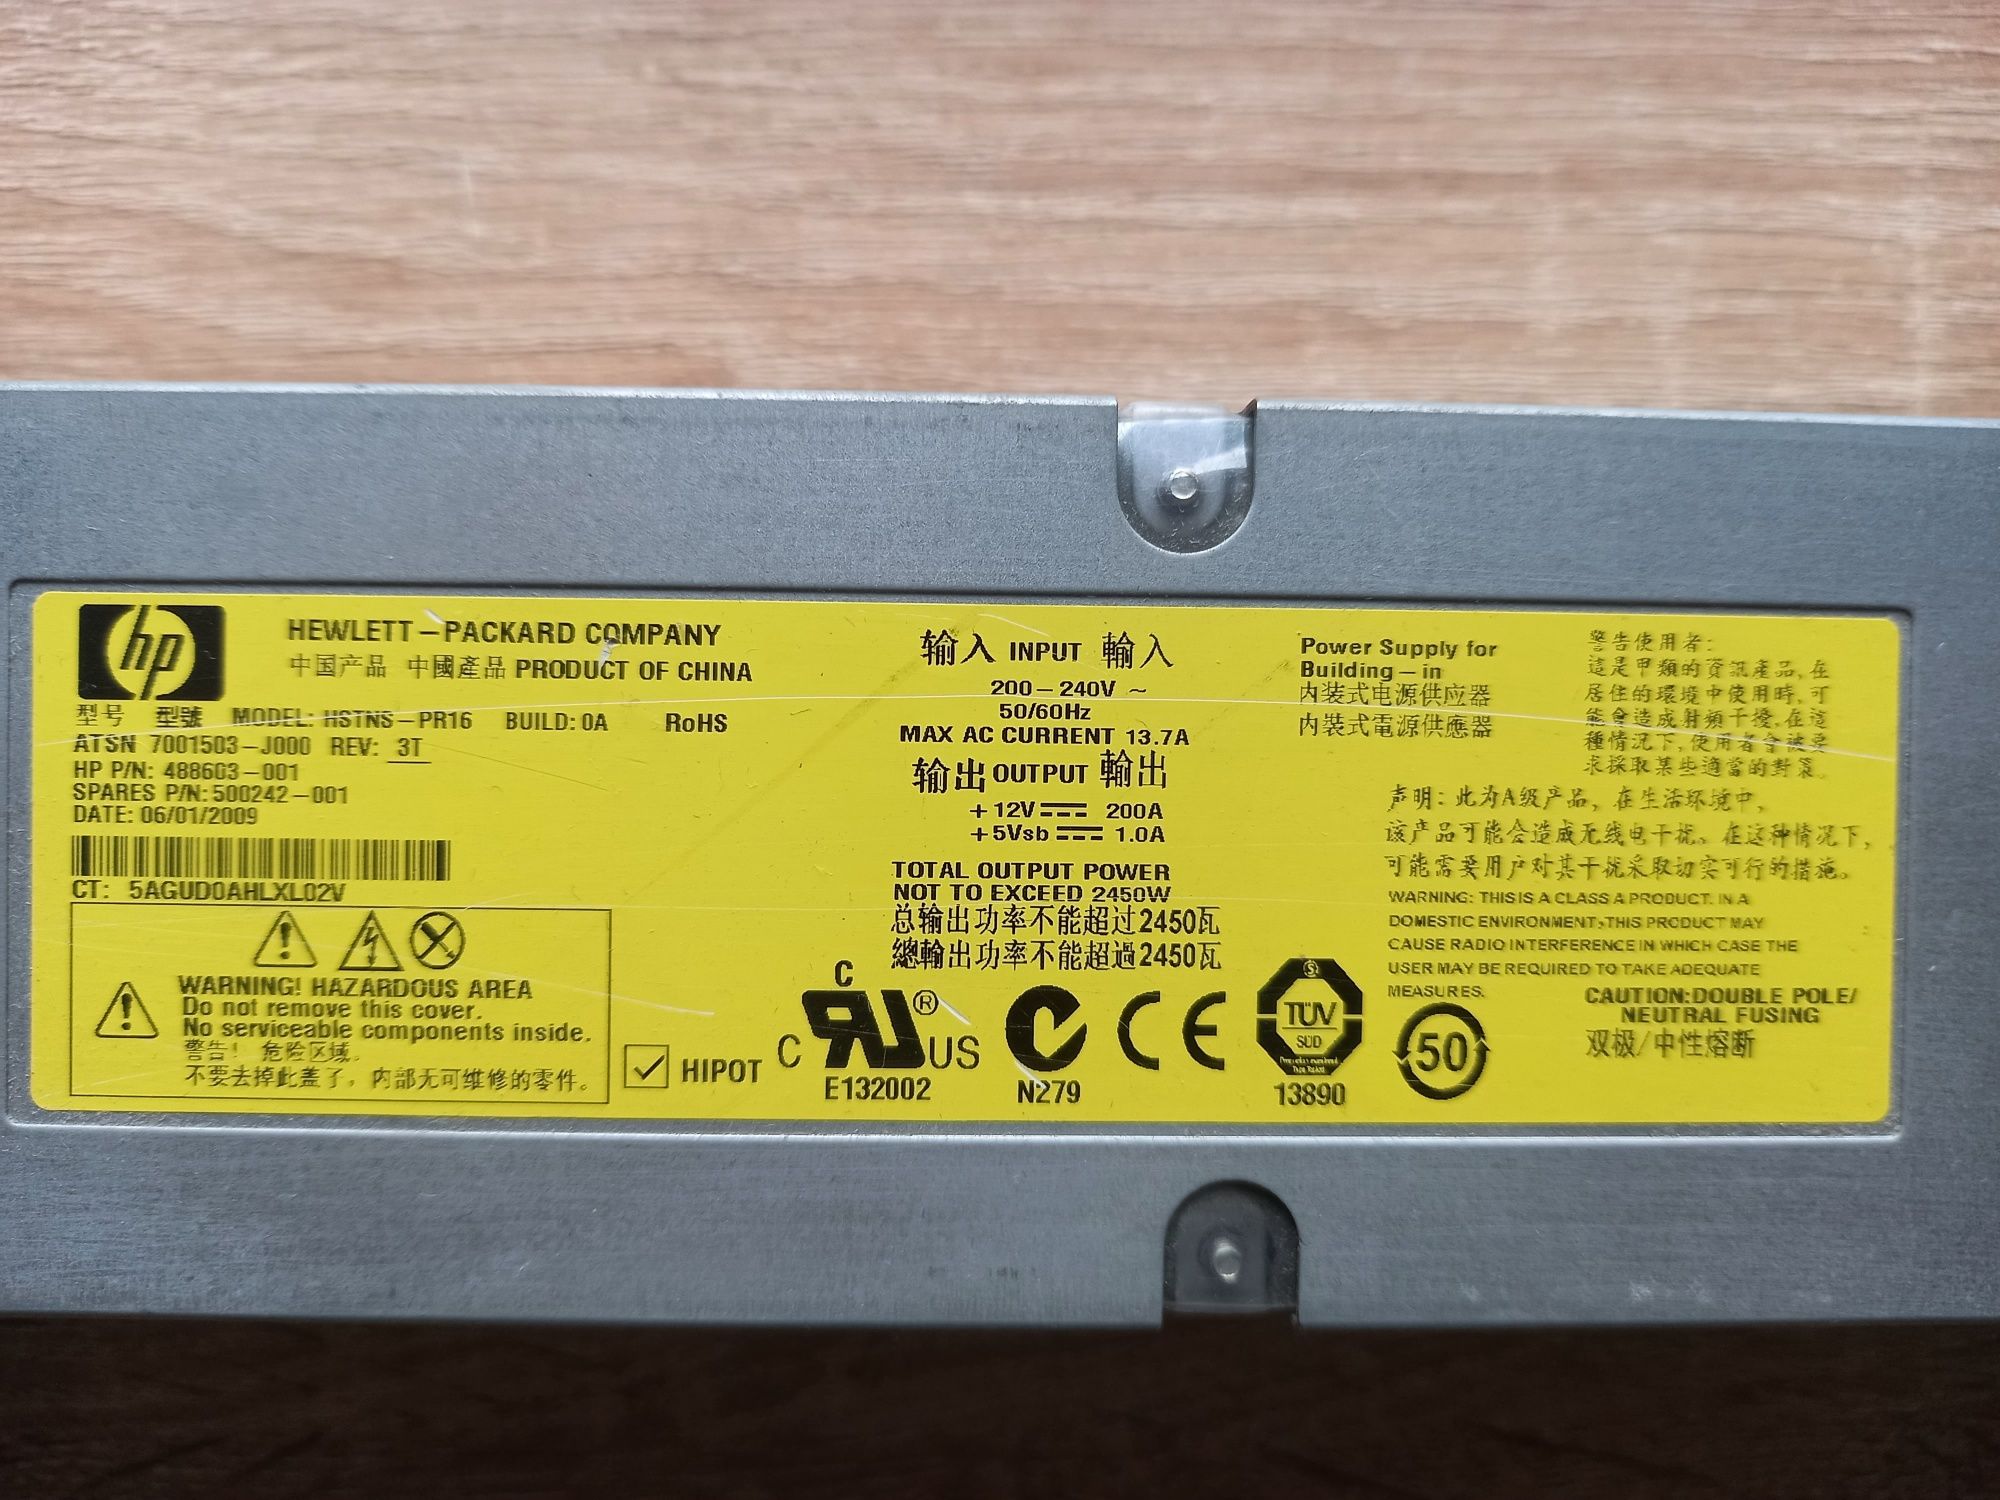 hp
HEWLETT-PACKARD COMPANY
中国产品 中國產品 PRODUCT OF CHINA
型号 型號 MODEL: HSTNS-PR16 BUILD: 0A RoHS
ATSN 7001503-J000 REV: 3T
HP P/N: 488603-001
SPARES P/N: 500242-001
DATE: 06/01/2009
CT: 5AGUD0AHLXL02V
WARNING! HAZARDOUS AREA
Do not remove this cover.
No serviceable components inside.
警告! 危险区域。
不要去掉此盖了，内部无可维修的零件。
HIPOT
输入 INPUT 輸入
200-240V ~
50/60Hz
MAX AC CURRENT 13.7A
输出 OUTPUT 輸出
+12V 200A
+5Vsb 1.0A
TOTAL OUTPUT POWER
NOT TO EXCEED 2450W
总输出功率不能超过2450瓦
總輸出功率不能超過2450瓦
C
C ® US
E132002
N279
CE
S
TÜV
SÜD
13890
Power Supply for
Building-in
内装式电源供应器
内裝式電源供應器
警告使用者:
這是甲類的資訊產品,在
居住的環境中使用時,可
能會造成射頻干擾,在這
種情況下,使用者會被要
求採取某些適當的對策。
声明: 此为A级产品，在生活环境中，
该产品可能会造成无线电干扰。在这种情况下，
可能需要用户对其干扰采取切实可行的措施。
WARNING: THIS IS A CLASS A PRODUCT. IN A
DOMESTIC ENVIRONMENT, THIS PRODUCT MAY
CAUSE RADIO INTERFERENCE IN WHICH CASE THE
USER MAY BE REQUIRED TO TAKE ADEQUATE
MEASURES.
50
CAUTION:DOUBLE POLE/
NEUTRAL FUSING
双极/中性熔断